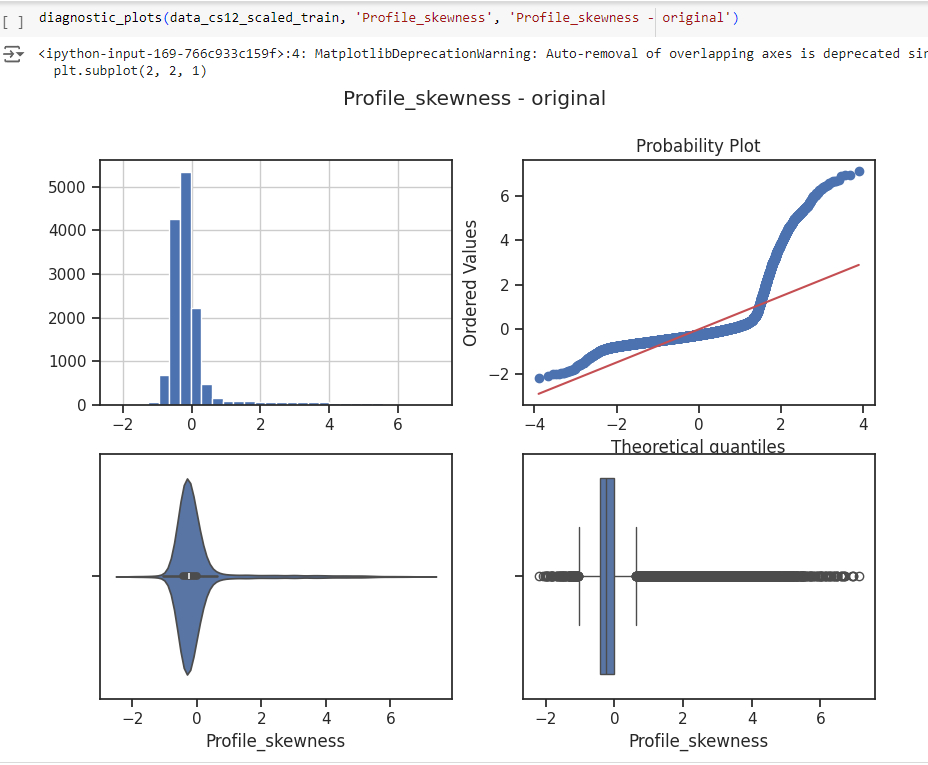 [ ] diagnostic_plots(data_cs12_scaled_train, 'Profile_skewness', 'Profile_skewness - original')
<ipython-input-169-766c933c159f>:4: MatplotlibDeprecationWarning: Auto-removal of overlapping axes is deprecated sin
plt.subplot(2, 2, 1)
Profile_skewness - original
Probability Plot
5000
4000
3000
2000
1000
0
−2 0 2 4 6
Ordered Values
6
4
2
0
−2
−4 −2 0 2 4
Theoretical quantiles
−2 0 2 4 6
Profile_skewness
−2 0 2 4 6
Profile_skewness